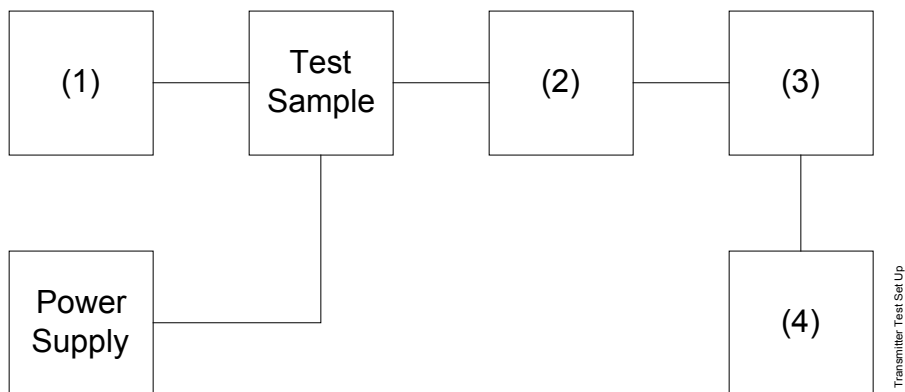 (1)
Test
Sample
(2)
(3)
Power
Supply
(4)
Transmitter Test Set Up